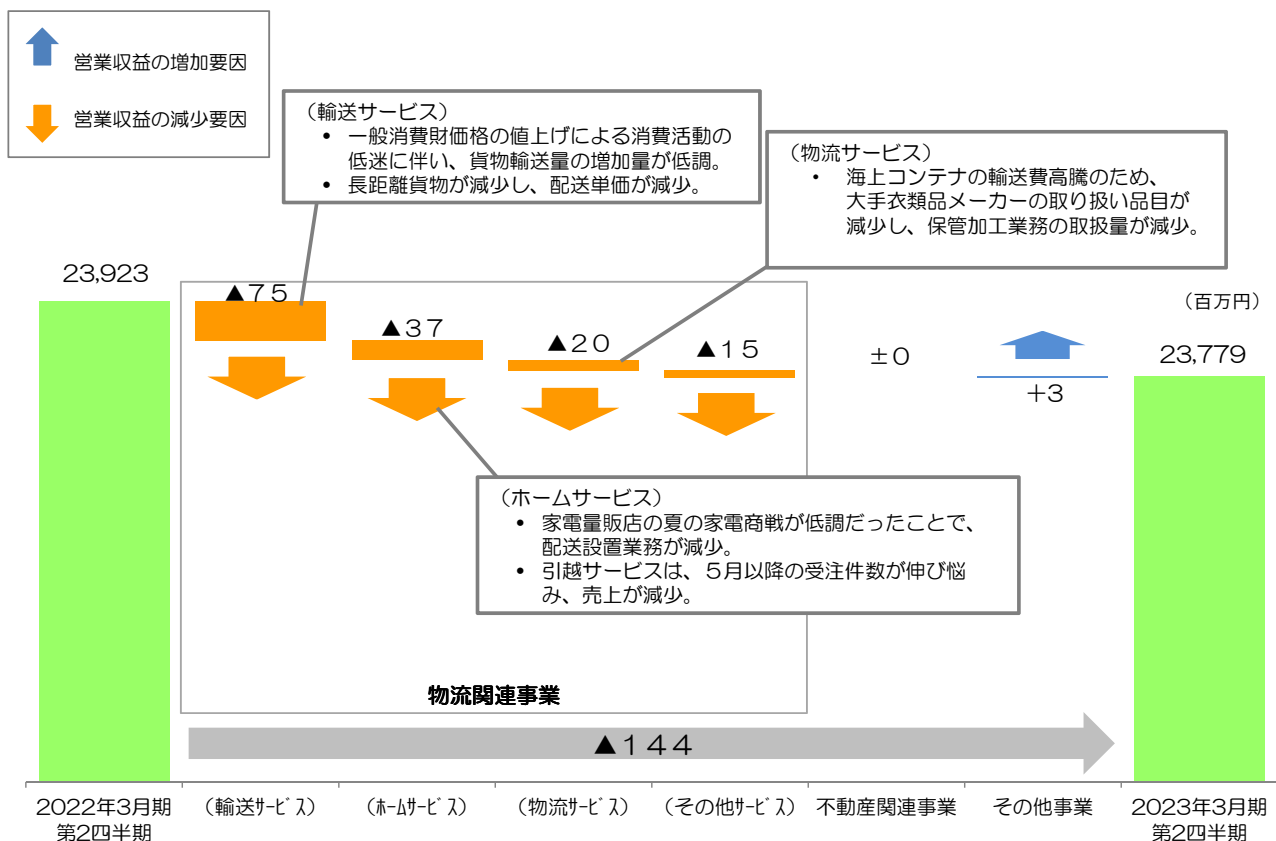 営業収益の増加要因
営業収益の減少要因
（輸送サービス）
• 一般消費財価格の値上げによる消費活動の
低迷に伴い、貨物輸送量の増加量が低調。
• 長距離貨物が減少し、配送単価が減少。
（物流サービス）
• 海上コンテナの輸送費高騰のため、
大手衣類品メーカーの取り扱い品目が
減少し、保管加工業務の取扱量が減少。
23,923
▲７５
▲３７
▲２０
▲１５
±０
＋３
（百万円）
23,779
（ホームサービス）
• 家電量販店の夏の家電商戦が低調だったことで、
配送設置業務が減少。
• 引越サービスは、５月以降の受注件数が伸び悩
み、売上が減少。
物流関連事業
▲１４４
2022年3月期
第2四半期
（輸送ｻｰﾋﾞｽ）
（ﾎｰﾑｻｰﾋﾞｽ）
（物流ｻｰﾋﾞｽ）
（その他ｻｰﾋﾞｽ）
不動産関連事業
その他事業
2023年3月期
第2四半期